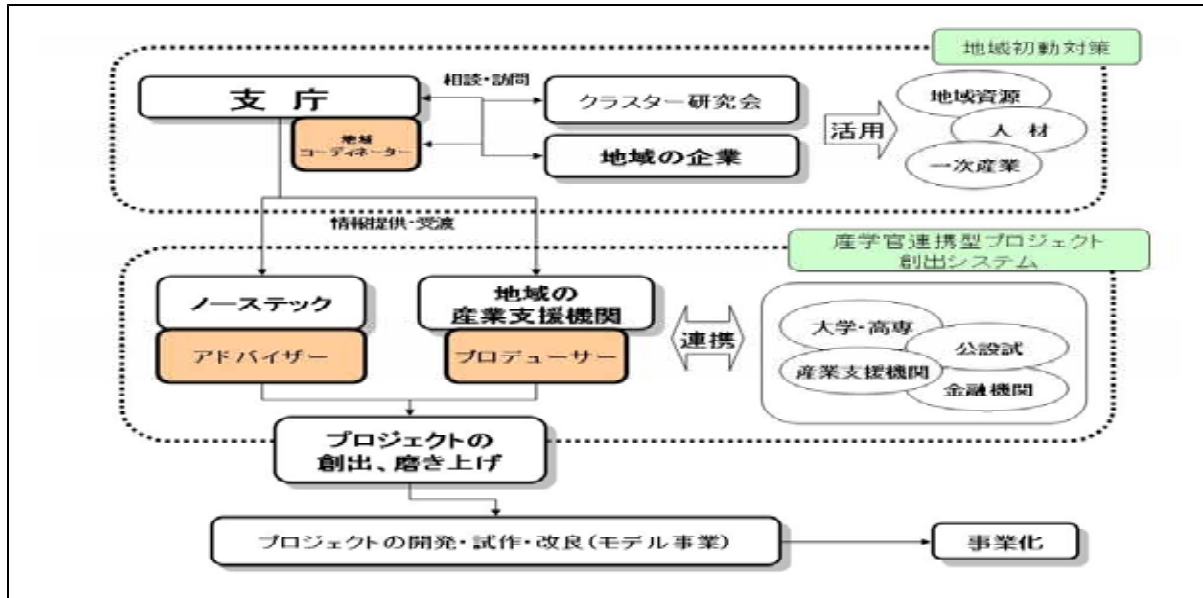 地域初動対策
相談・訪問
支庁
地域
コーディネーター
クラスター研究会
地域の企業
活用
地域資源
人材
一次産業
情報提供・受渡
産学官連携型プロジェクト
創出システム
ノーステック
アドバイザー
地域の
産業支援機関
プロデューサー
連携
大学・高専
公設試
産業支援機関
金融機関
プロジェクトの
創出、磨き上げ
プロジェクトの開発・試作・改良(モデル事業)
事業化